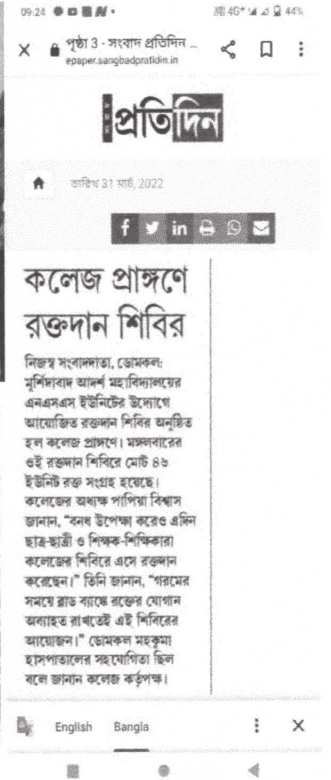 09:24
4G+ 44%
পৃষ্ঠা 3 - সংবাদ প্রতিদিন ...
epaper.sangbadpratidin.in
সংবাদ
প্রতিদিন
তারিখ 31 মার্চ, 2022
কলেজ প্রাঙ্গণে
রক্তদান শিবির
নিজস্ব সংবাদদাতা, ডোমকল:
মুর্শিদাবাদ আদর্শ মহাবিদ্যালয়ের
এনএসএস ইউনিটের উদ্যোগে
আয়োজিত রক্তদান শিবির অনুষ্ঠিত
হল কলেজ প্রাঙ্গণে। মঙ্গলবারের
ওই রক্তদান শিবিরে মোট ৪৬
ইউনিট রক্ত সংগ্রহ হয়েছে।
কলেজের অধ্যক্ষ পাপিয়া বিশ্বাস
জানান, “বনধ উপেক্ষা করেও এদিন
ছাত্র-ছাত্রী ও শিক্ষক-শিক্ষিকারা
কলেজের শিবিরে এসে রক্তদান
করেছেন।” তিনি জানান, “গরমের
সময়ে ব্লাড ব্যাঙ্কে রক্তের যোগান
অব্যাহত রাখতেই এই শিবিরের
আয়োজন।” ডোমকল মহকুমা
হাসপাতালের সহযোগিতা ছিল
বলে জানান কলেজ কর্তৃপক্ষ।
English Bangla